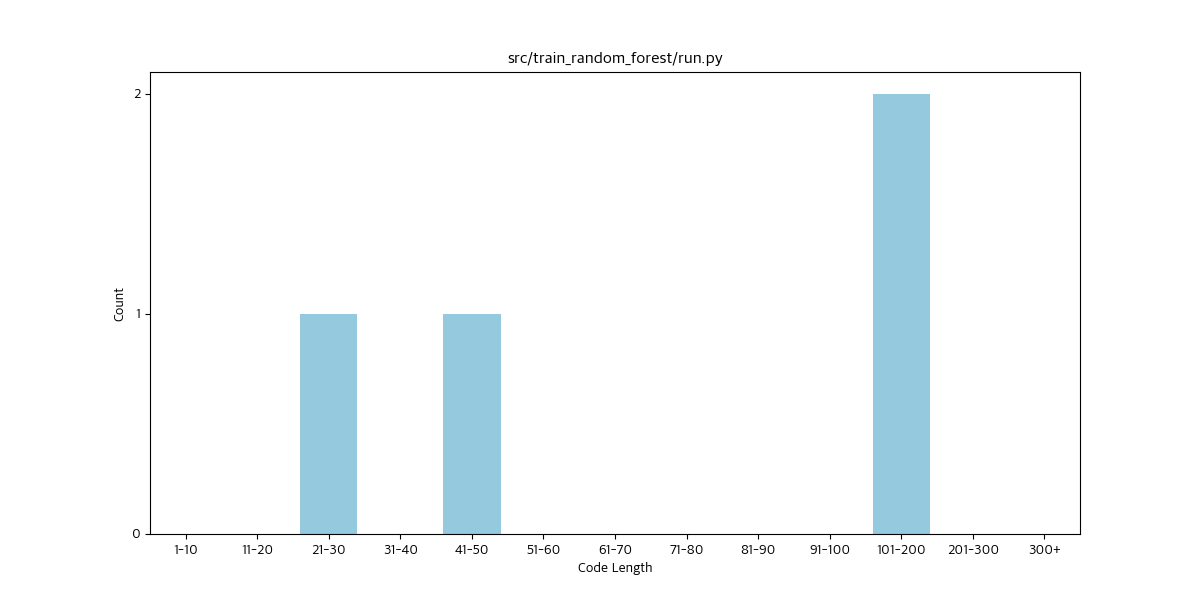 src/train_random_forest/run.py
2
1
0
Count
1-10 11-20 21-30 31-40 41-50 51-60 61-70 71-80 81-90 91-100 101-200 201-300 300+
Code Length